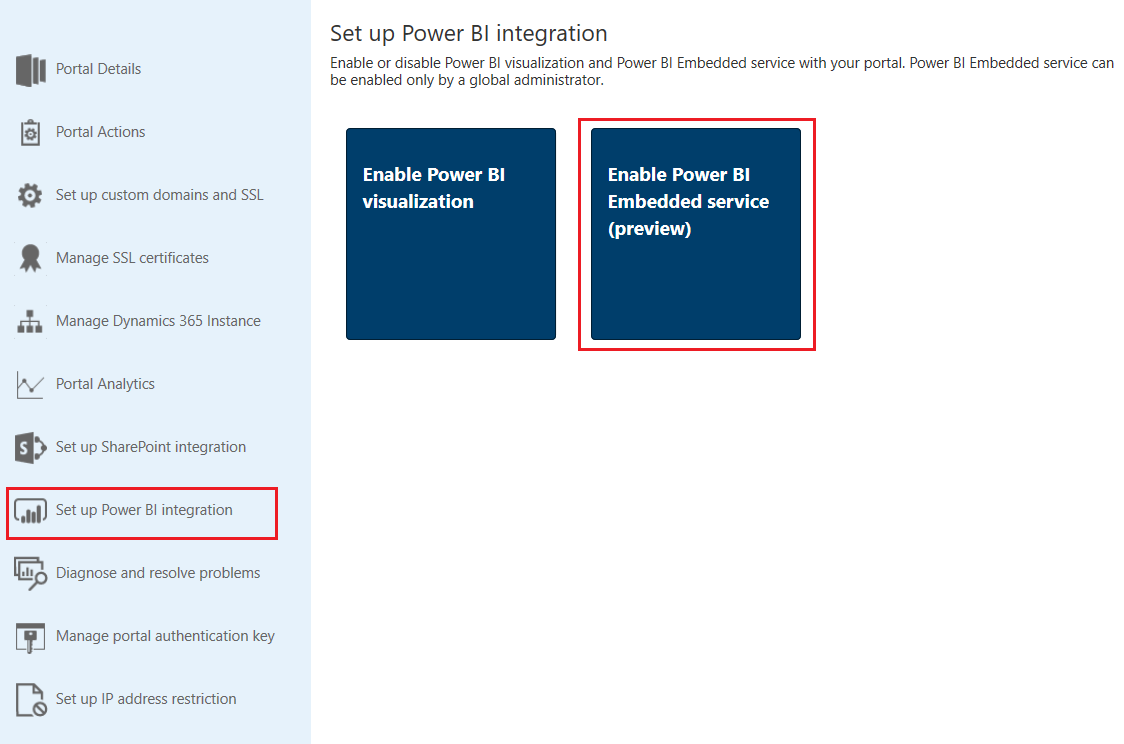 Portal Details
Portal Actions
Set up custom domains and SSL
Manage SSL certificates
Manage Dynamics 365 Instance
Portal Analytics
Set up SharePoint integration
Set up Power BI integration
Diagnose and resolve problems
Manage portal authentication key
Set up IP address restriction
Set up Power BI integration
Enable or disable Power BI visualization and Power BI Embedded service with your portal. Power BI Embedded service can
be enabled only by a global administrator.
Enable Power BI
visualization
Enable Power BI
Embedded service
(preview)